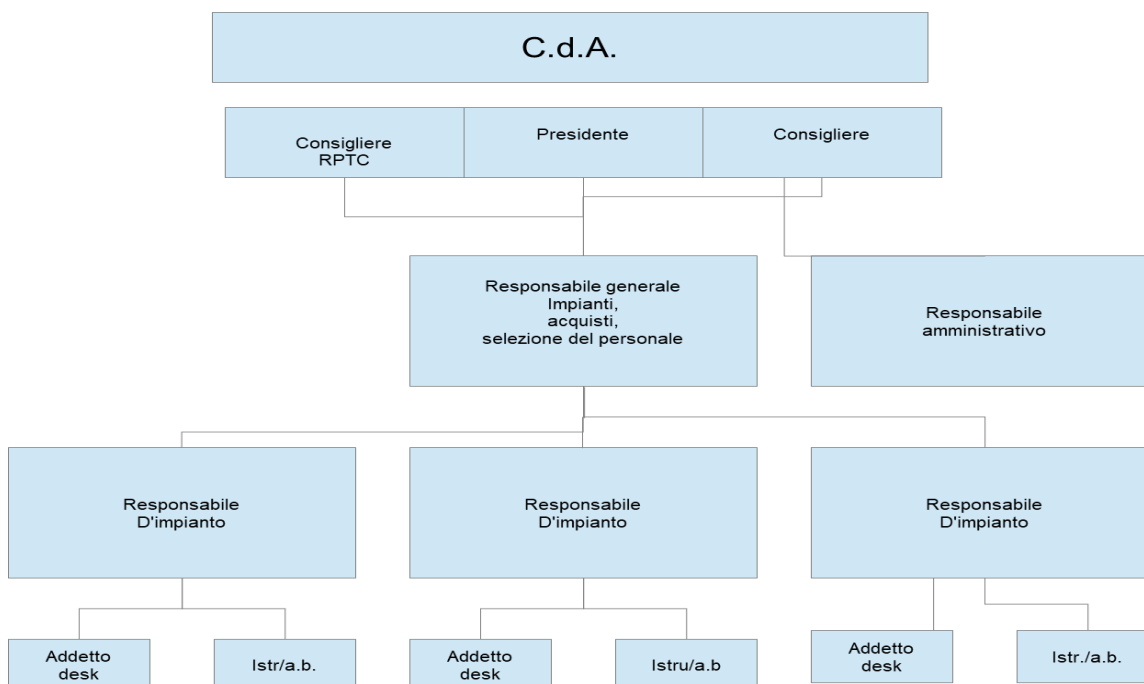 C.d.A.
Consigliere
RPTC
Presidente
Consigliere
Responsabile generale
Impianti,
acquisti,
selezione del personale
Responsabile
amministrativo
Responsabile
D'impianto
Responsabile
D'impianto
Responsabile
D'impianto
Addetto
desk
Istr/a.b.
Addetto
desk
Istru/a.b
Addetto
desk
Istr./a.b.